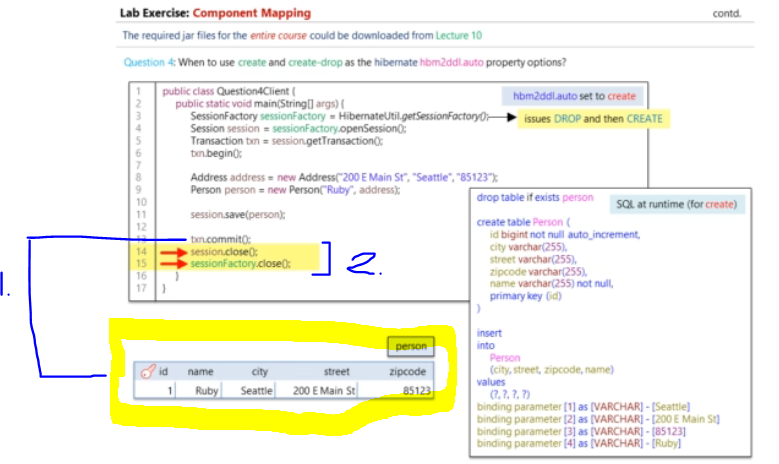 Lab Exercise: Component Mapping
contd.
The required jar files for the entire course could be downloaded from Lecture 10
Question 4: When to use create and create-drop as the hibernate hbm2ddl.auto property options?
1 public class Question4Client {
2 public static void main(String[] args) {
3 SessionFactory sessionFactory = HibernateUtil.getSessionFactory();
4 Session session = sessionFactory.openSession();
5 Transaction txn = session.getTransaction();
6 txn.begin();
7
8 Address address = new Address("200 E Main St", "Seattle", "85123");
9 Person person = new Person("Ruby", address);
10
11 session.save(person);
12
13 txn.commit();
14 session.close();
15 sessionFactory.close();
16 }
17 }
hbm2ddl.auto set to create
issues DROP and then CREATE
1.
2.
SQL at runtime (for create)
drop table if exists person
create table Person (
id bigint not null auto_increment,
city varchar(255),
street varchar(255),
zipcode varchar(255),
name varchar(255) not null,
primary key (id)
)
insert
into
Person
(city, street, zipcode, name)
values
(?, ?, ?, ?)
binding parameter [1] as [VARCHAR] - [Seattle]
binding parameter [2] as [VARCHAR] - [200 E Main St]
binding parameter [3] as [VARCHAR] - [85123]
binding parameter [4] as [VARCHAR] - [Ruby]
person
id name city street zipcode
1 Ruby Seattle 200 E Main St 85123